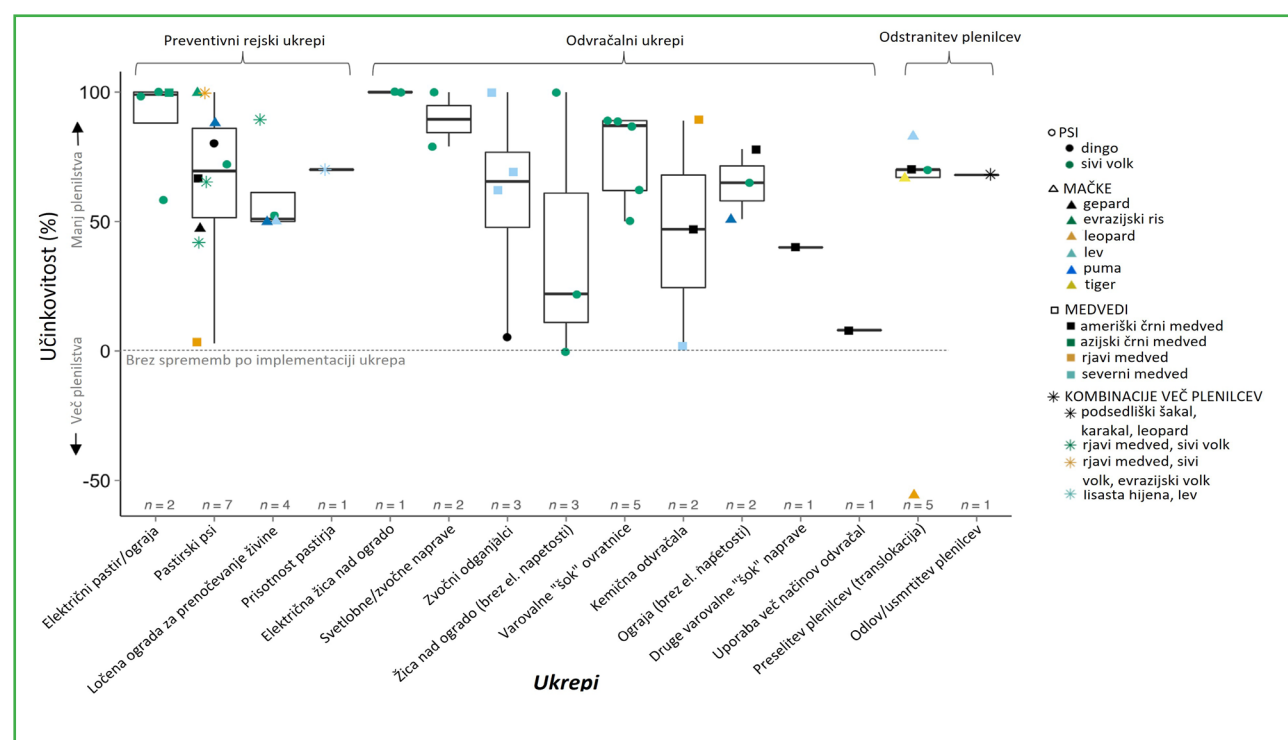 Preventivni rejski ukrepi
Odvračalni ukrepi
Odstranitev plenilcev
Učinkovitost (%)
Manj plenilstva
Več plenilstva
100
50
0
-50
Brez sprememb po implementaciji ukrepa
n = 2
n = 7
n = 4
n = 1
n = 1
n = 2
n = 3
n = 3
n = 5
n = 2
n = 2
n = 1
n = 1
n = 5
n = 1
Električni pastir/ograja
Pastirski psi
Ločena ograda za prenočevanje živine
Prisotnost pastirja
Električna žica nad ogrado
Svetlobne/zvočne naprave
Zvočni odganjalci
Žica nad ogrado (brez el. napetosti)
Varovalne "šok" ovratnice
Kemična odvračala
Ograja (brez el. napetosti)
Druge varovalne "šok" naprave
Uporaba več načinov odvračal
Preselitev plenilcev (translokacija)
Odlov/usmrtitev plenilcev
Ukrepi
PSI
dingo
sivi volk
MAČKE
gepard
evrazijski ris
leopard
lev
puma
tiger
MEDVEDI
ameriški črni medved
azijski črni medved
rjavi medved
severni medved
KOMBINACIJE VEČ PLENILCEV
podsedliški šakal,
karakal, leopard
rjavi medved, sivi volk
rjavi medved, sivi
volk, evrazijski volk
lisasta hijena, lev